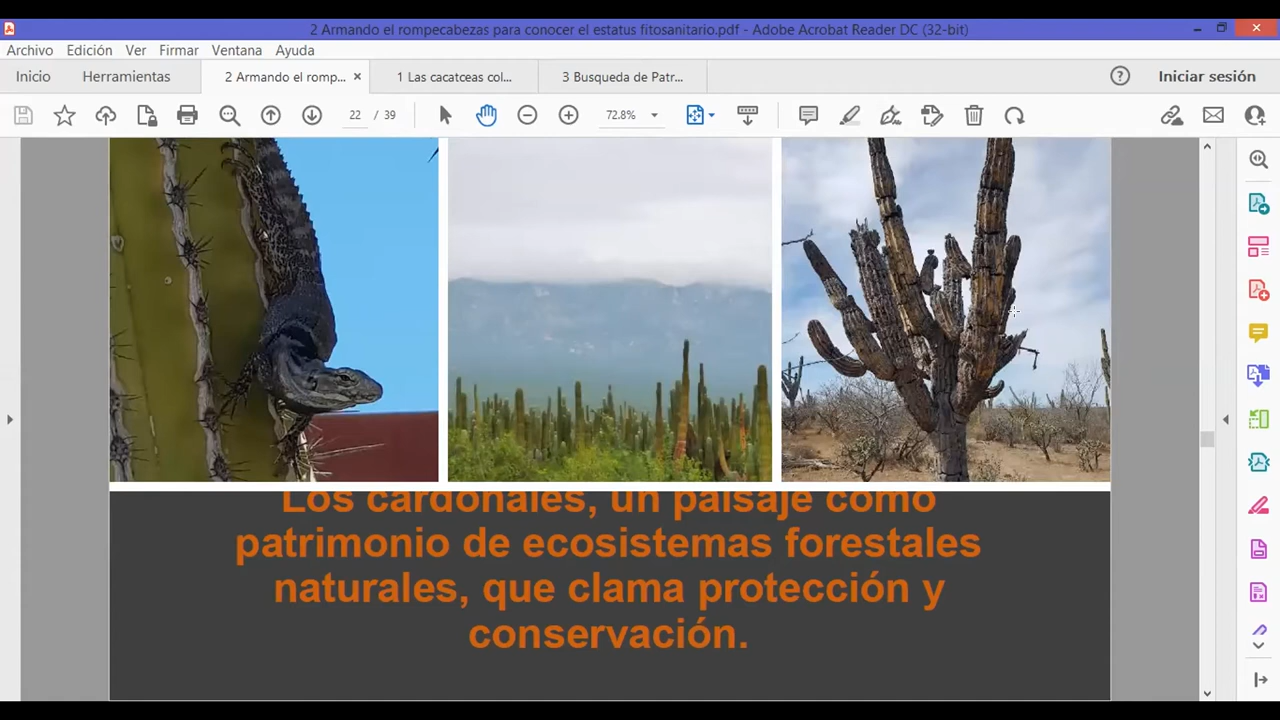 2 Armando el rompecabezas para conocer el estatus fitosanitario.pdf - Adobe Acrobat Reader DC (32-bit)
Archivo Edición Ver Firmar Ventana Ayuda
Inicio Herramientas 2 Armando el romp... × 1 Las cacatceas col... 3 Busqueda de Patr... Iniciar sesión
22 / 39 72.8%
Los cardonales, un paisaje como
patrimonio de ecosistemas forestales
naturales, que clama protección y
conservación.